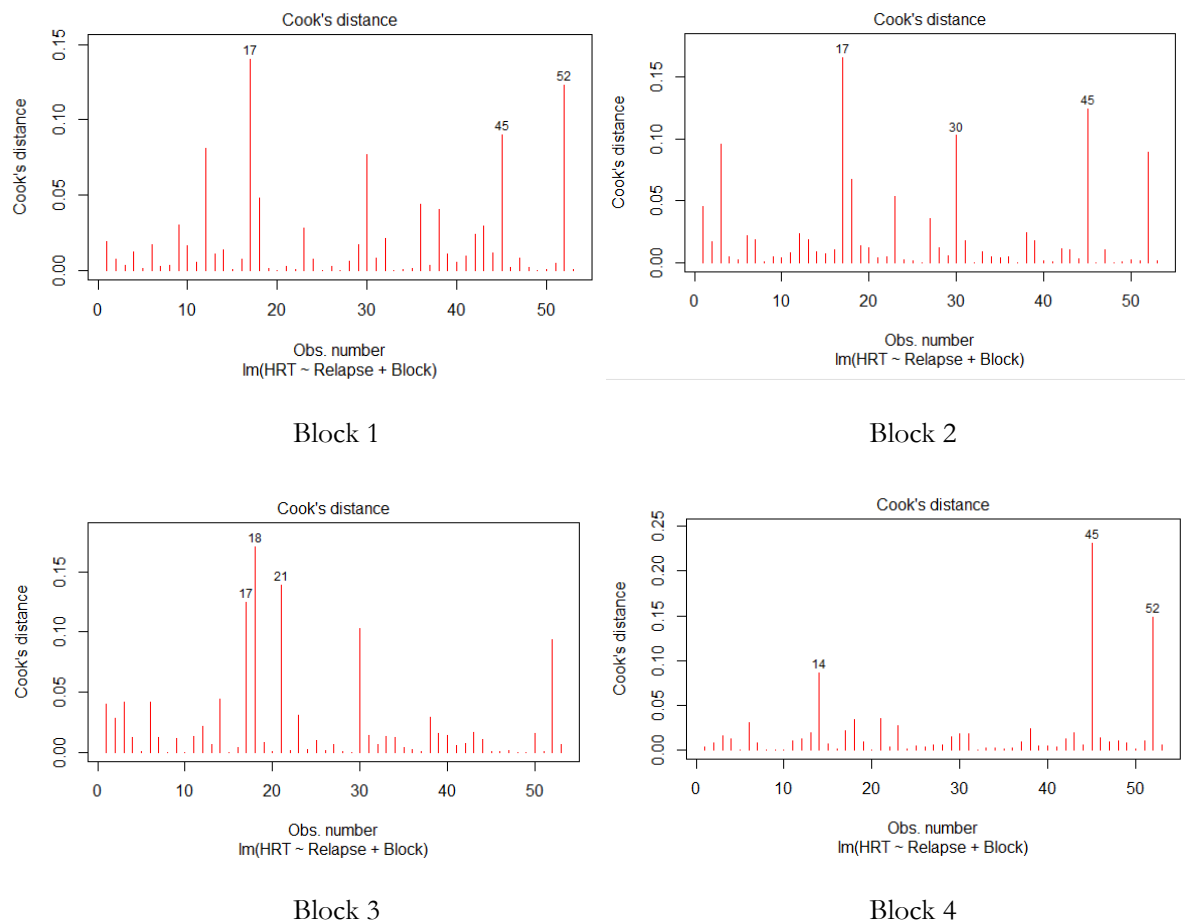 Cook's distance
Cook's distance
0.15
0.10
0.05
0.00
17
52
45
0 10 20 30 40 50
Obs. number
lm(HRT ~ Relapse + Block)
Block 1
Cook's distance
Cook's distance
0.15
0.10
0.05
0.00
17
45
30
0 10 20 30 40 50
Obs. number
lm(HRT ~ Relapse + Block)
Block 2
Cook's distance
Cook's distance
0.15
0.10
0.05
0.00
18
21
17
0 10 20 30 40 50
Obs. number
lm(HRT ~ Relapse + Block)
Block 3
Cook's distance
Cook's distance
0.25
0.20
0.15
0.10
0.05
0.00
45
52
14
0 10 20 30 40 50
Obs. number
lm(HRT ~ Relapse + Block)
Block 4